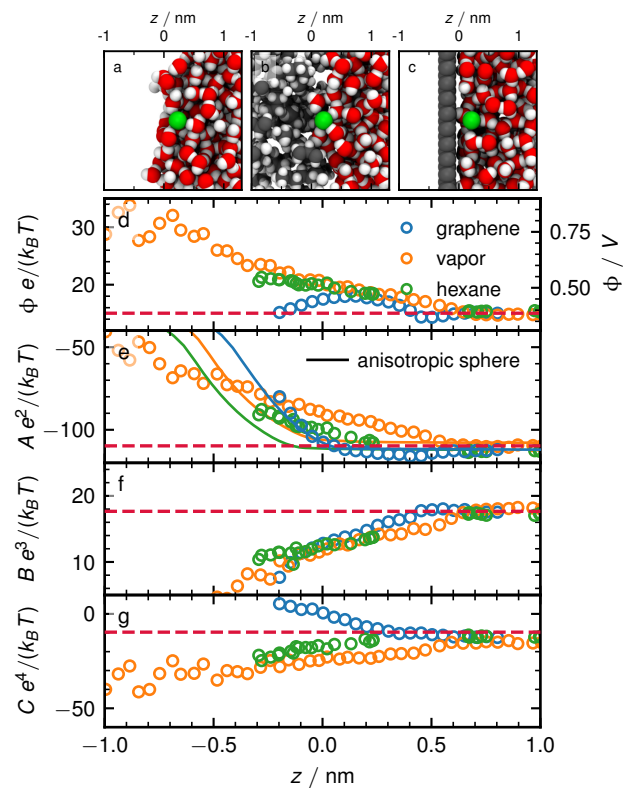 z / nm
z / nm
z / nm
-1 0 1
-1 0 1
-1 0 1
a
b
c
d
ϕ e/(k_BT)
30
20
graphene
vapor
hexane
0.75
0.50
ϕ / V
e
A e²/(k_BT)
−50
−100
anisotropic sphere
f
B e³/(k_BT)
20
10
g
C e⁴/(k_BT)
0
−50
−1.0 −0.5 0.0 0.5 1.0
z / nm